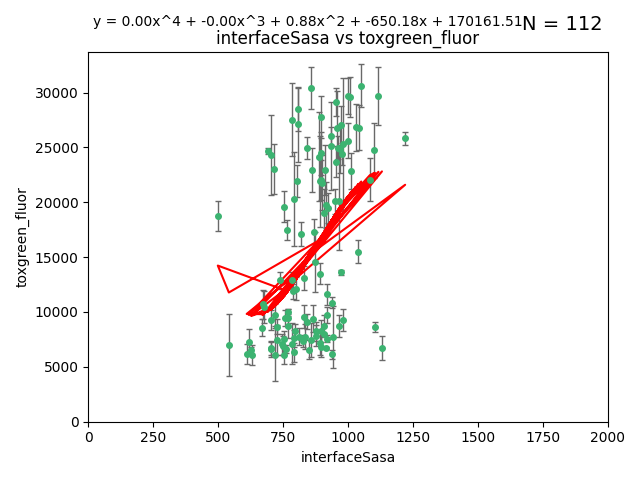 y = 0.00x^4 + -0.00x^3 + 0.88x^2 + -650.18x + 170161.51 N = 112
interfaceSasa vs toxgreen_fluor
30000
25000
20000
15000
10000
5000
0
toxgreen_fluor
0 250 500 750 1000 1250 1500 1750 2000
interfaceSasa